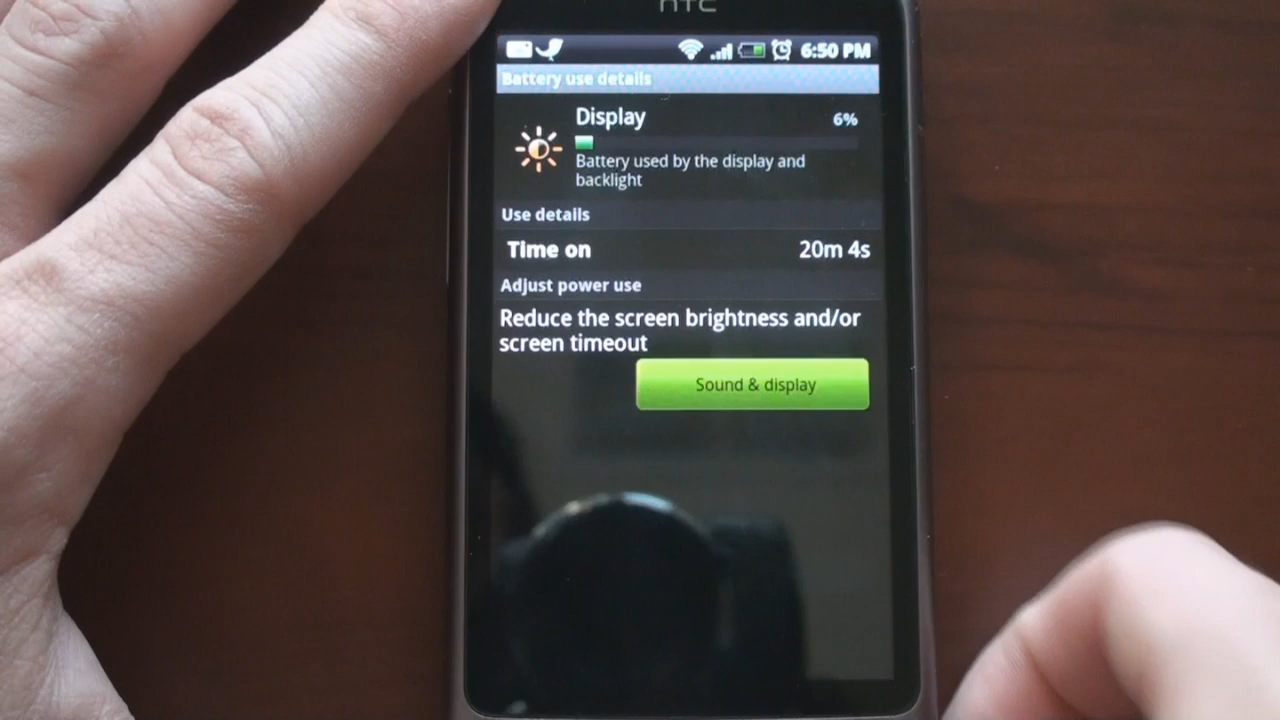 hTC
6:50 PM
Battery use details
Display 6%
Battery used by the display and
backlight
Use details
Time on 20m 4s
Adjust power use
Reduce the screen brightness and/or
screen timeout
Sound & display